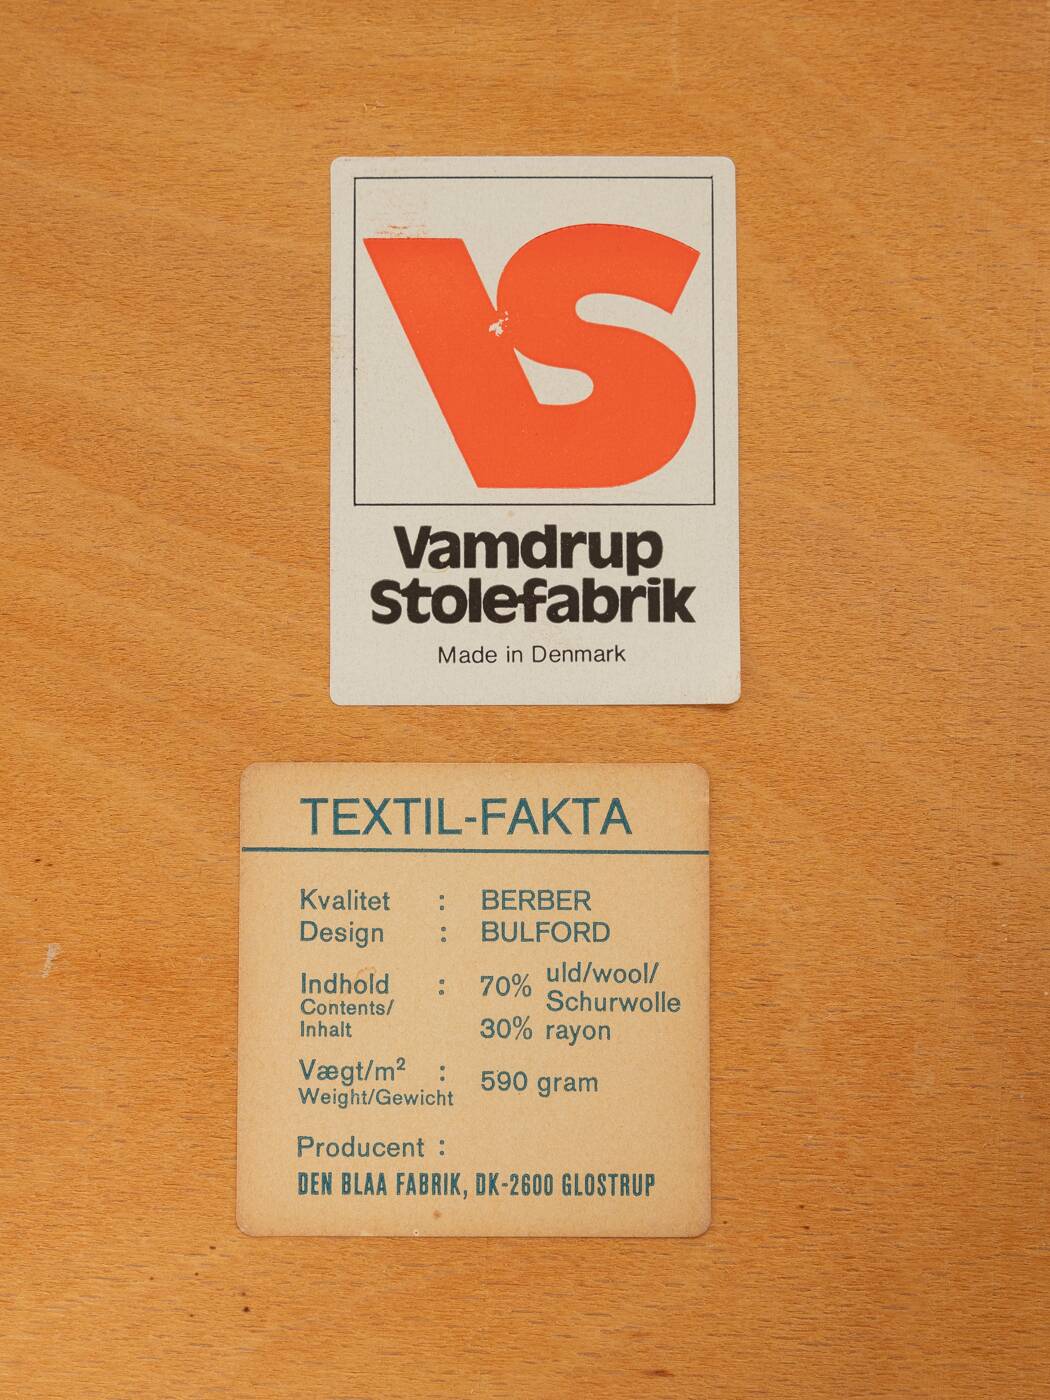 VS
Vamdrup
Stolefabrik
Made in Denmark
TEXTIL-FAKTA
Kvalitet : BERBER
Design : BULFORD
Indhold : 70% uld/wool/
Contents/ Schurwolle
Inhalt 30% rayon
Vægt/m² : 590 gram
Weight/Gewicht
Producent :
DEN BLAA FABRIK, DK-2600 GLOSTRUP